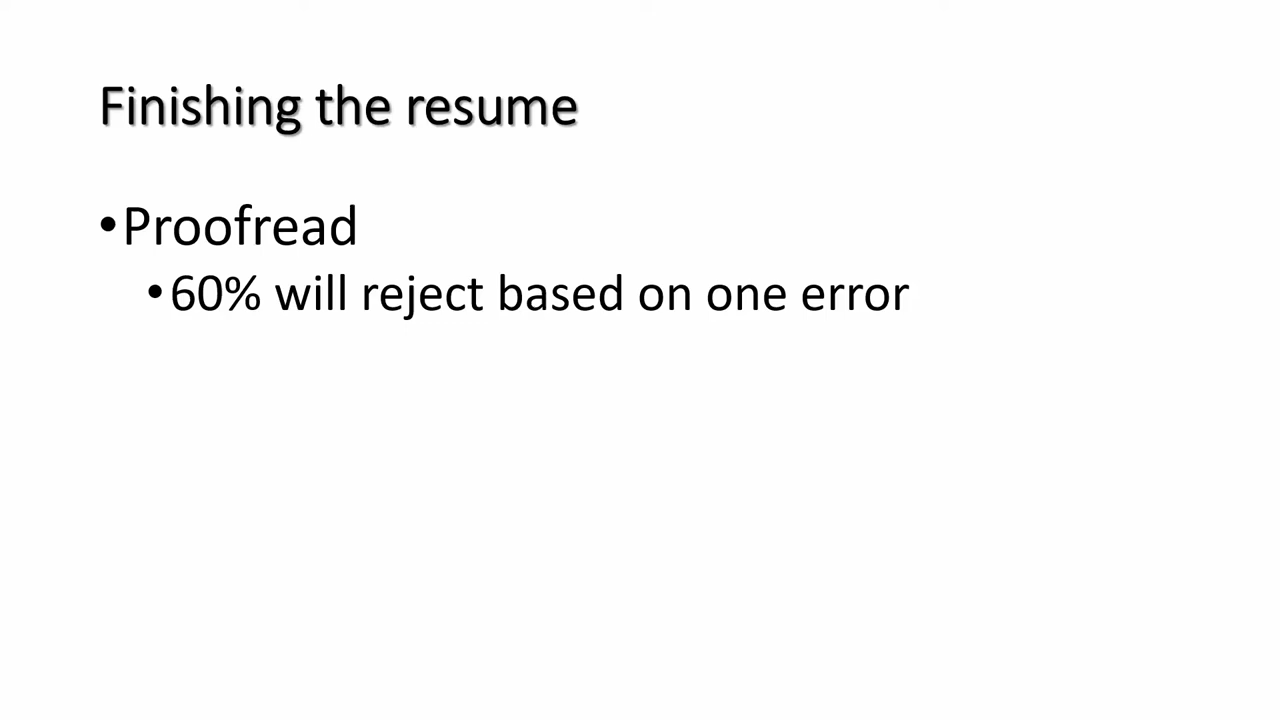 Finishing the resume
•Proofread
•60% will reject based on one error